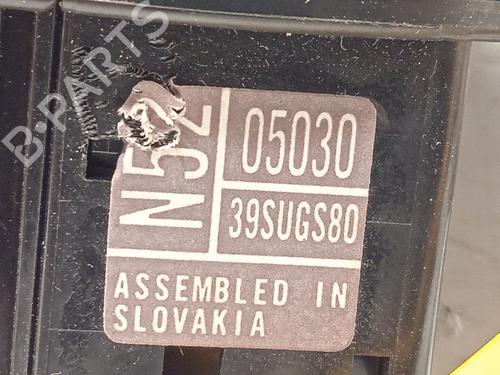 B-PARTS
N52
05030
39SUGS80
ASSEMBLED IN
SLOVAKIA